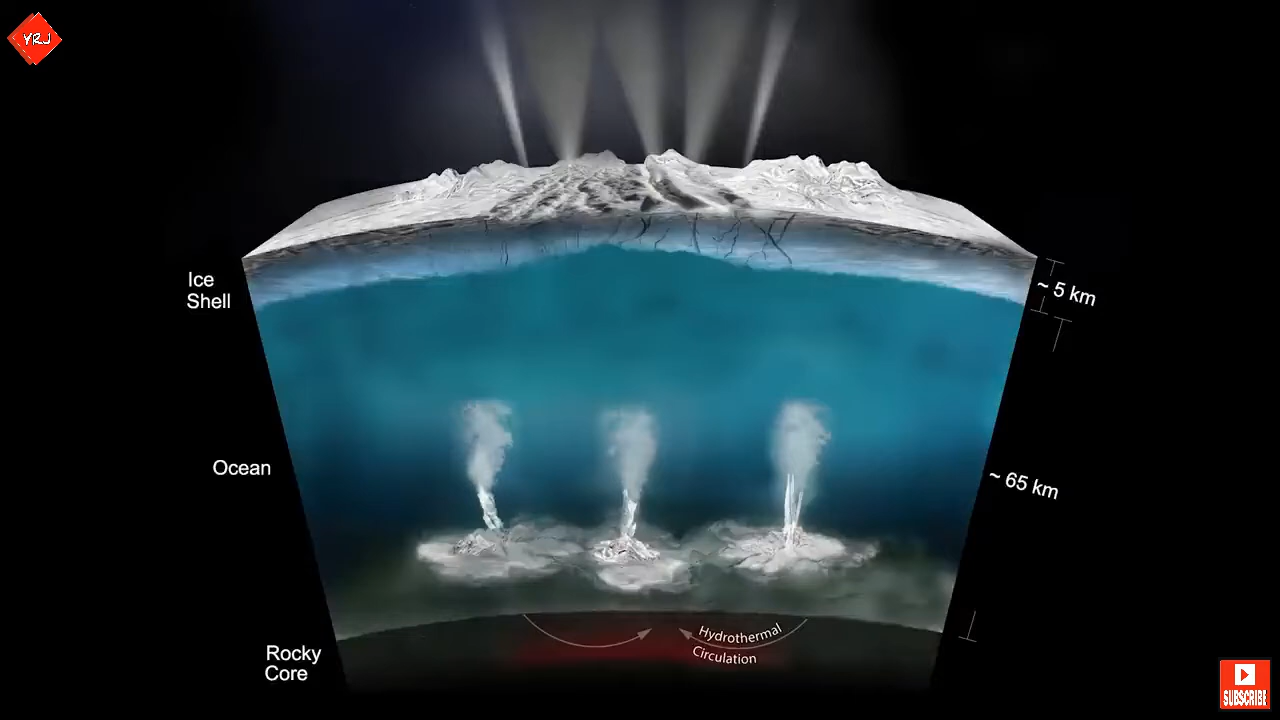 YRJ
Ice
Shell
~ 5 km
Ocean
~ 65 km
Hydrothermal
Circulation
Rocky
Core
SUBSCRIBE